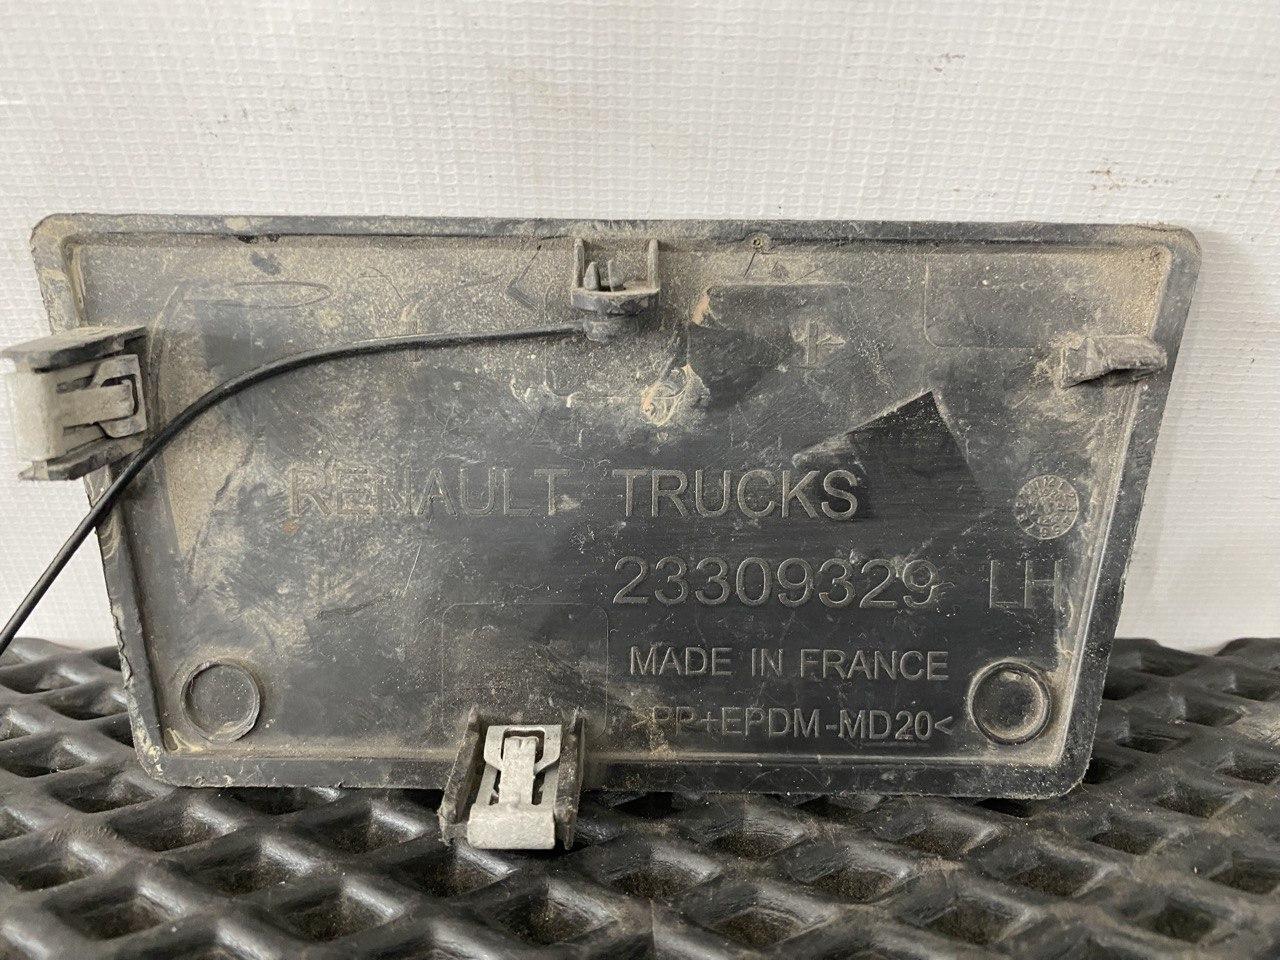 RENAULT TRUCKS
23309329 LH
MADE IN FRANCE
>PP+EPDM-MD20<